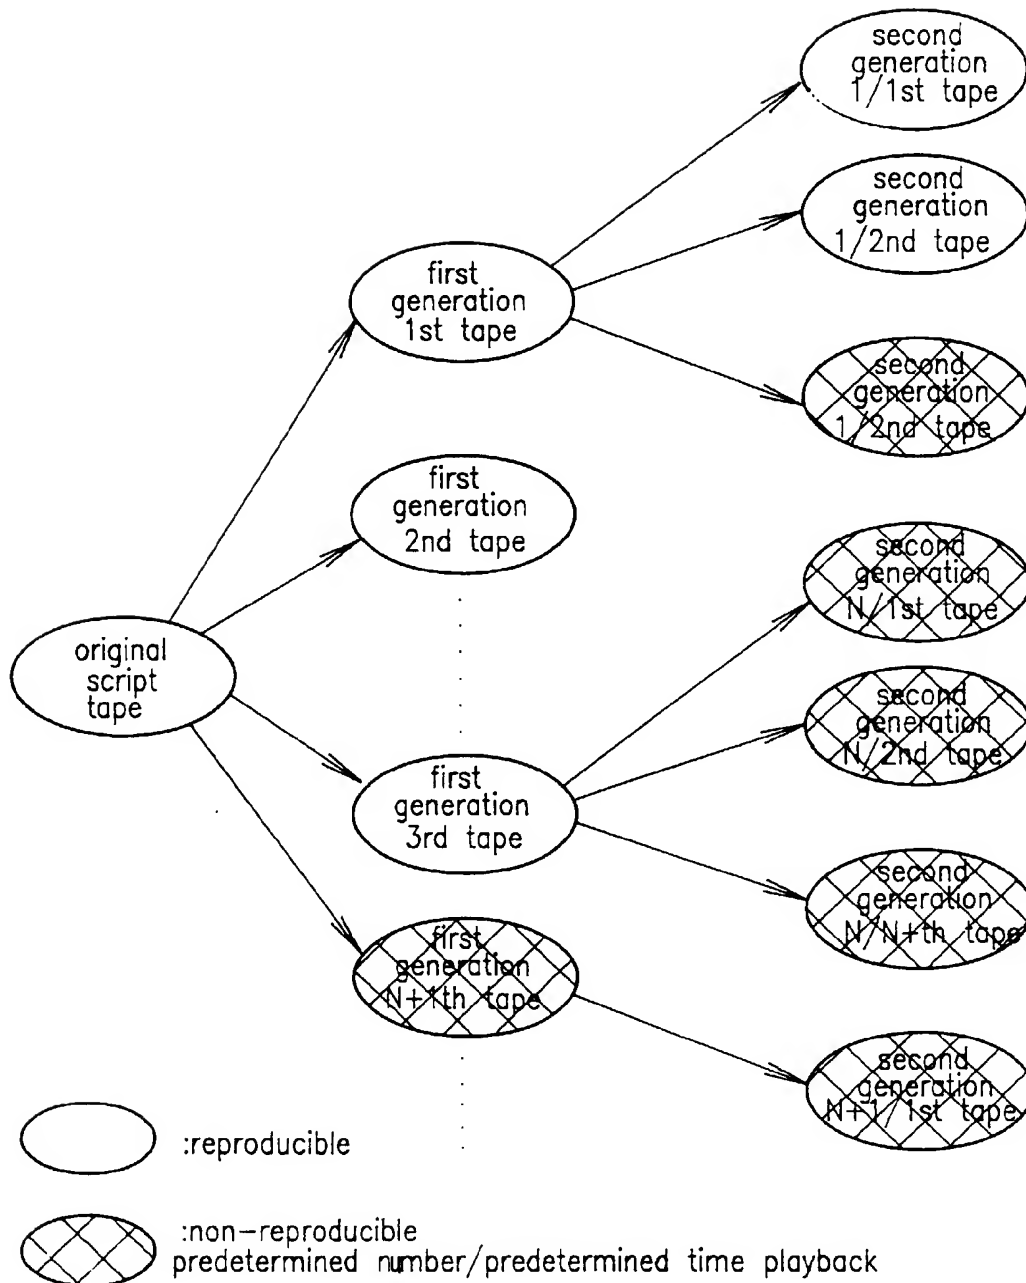 second
generation
1/1st tape
second
generation
1/2nd tape
first
generation
1st tape
second
generation
1/2nd tape
first
generation
2nd tape
second
generation
N/1st tape
original
script
tape
second
generation
N/2nd tape
first
generation
3rd tape
second
generation
N/N+th tape
first
generation
N+1th tape
second
generation
N+1/1st tape
:reproducible
:non-reproducible
predetermined number/predetermined time playback